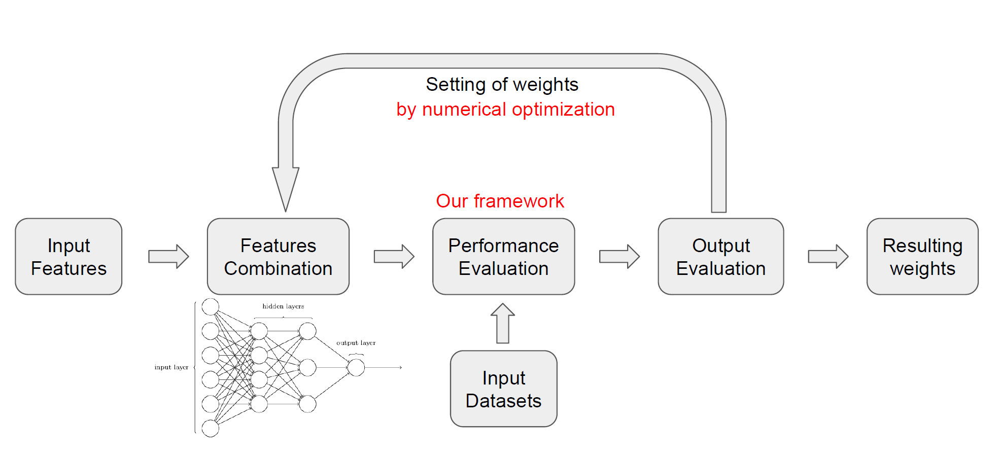 Setting of weights
by numerical optimization
Our framework
Input
Features
Features
Combination
Performance
Evaluation
Output
Evaluation
Resulting
weights
hidden layers
output layer
input layer
Input
Datasets